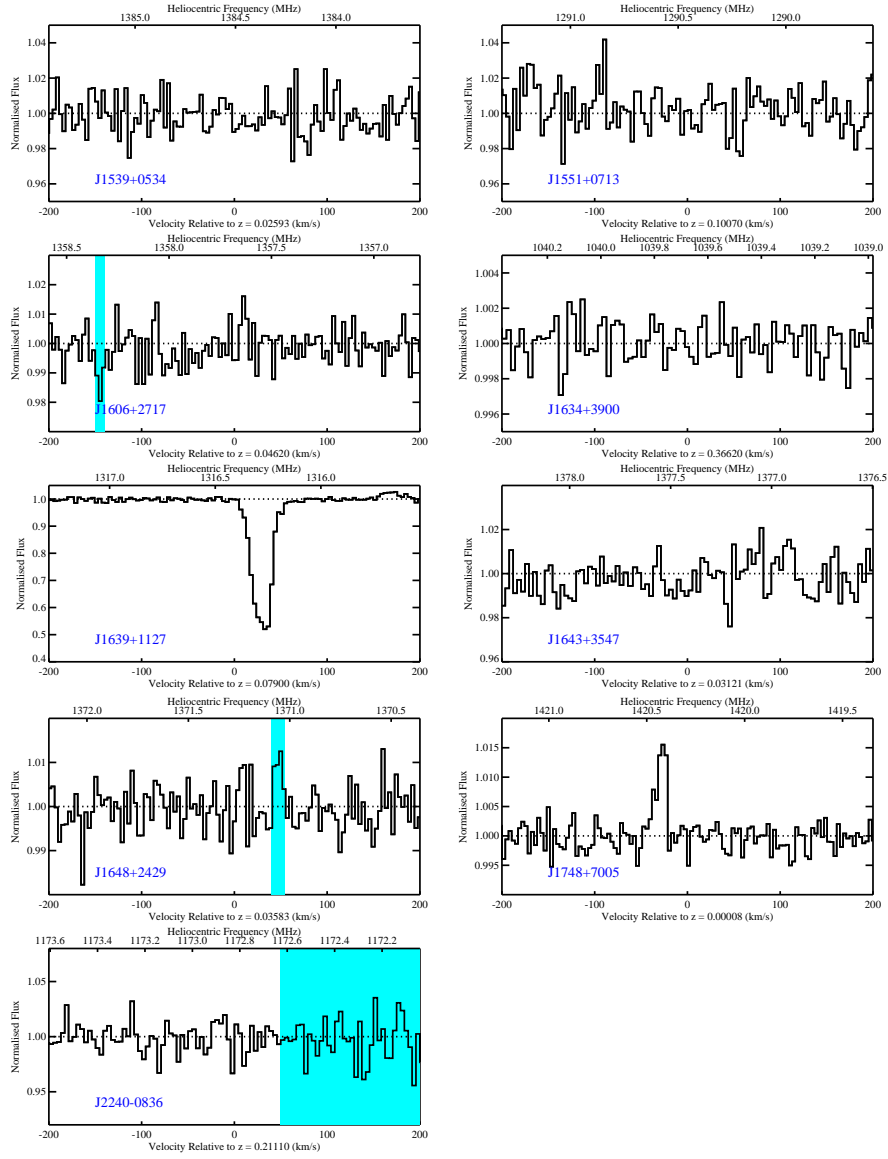 Heliocentric Frequency (MHz)
1385.0 1384.5 1384.0
Normalised Flux
1.04
1.02
1.00
0.98
0.96
J1539+0534
-200 -100 0 100 200
Velocity Relative to z = 0.02593 (km/s)
Heliocentric Frequency (MHz)
1291.0 1290.5 1290.0
Normalised Flux
1.04
1.02
1.00
0.98
0.96
J1551+0713
-200 -100 0 100 200
Velocity Relative to z = 0.10070 (km/s)
Heliocentric Frequency (MHz)
1358.5 1358.0 1357.5 1357.0
Normalised Flux
1.02
1.01
1.00
0.99
0.98
J1606+2717
-200 -100 0 100 200
Velocity Relative to z = 0.04620 (km/s)
Heliocentric Frequency (MHz)
1040.2 1040.0 1039.8 1039.6 1039.4 1039.2 1039.0
Normalised Flux
1.004
1.002
1.000
0.998
0.996
J1634+3900
-200 -100 0 100 200
Velocity Relative to z = 0.36620 (km/s)
Heliocentric Frequency (MHz)
1317.0 1316.5 1316.0
Normalised Flux
1.0
0.9
0.8
0.7
0.6
0.5
0.4
J1639+1127
-200 -100 0 100 200
Velocity Relative to z = 0.07900 (km/s)
Heliocentric Frequency (MHz)
1378.0 1377.5 1377.0 1376.5
Normalised Flux
1.02
1.00
0.98
0.96
J1643+3547
-200 -100 0 100 200
Velocity Relative to z = 0.03121 (km/s)
Heliocentric Frequency (MHz)
1372.0 1371.5 1371.0 1370.5
Normalised Flux
1.01
1.00
0.99
J1648+2429
-200 -100 0 100 200
Velocity Relative to z = 0.03583 (km/s)
Heliocentric Frequency (MHz)
1421.0 1420.5 1420.0 1419.5
Normalised Flux
1.015
1.010
1.005
1.000
0.995
J1748+7005
-200 -100 0 100 200
Velocity Relative to z = 0.00008 (km/s)
Heliocentric Frequency (MHz)
1173.6 1173.4 1173.2 1173.0 1172.8 1172.6 1172.4 1172.2
Normalised Flux
1.05
1.00
0.95
J2240-0836
-200 -100 0 100 200
Velocity Relative to z = 0.21110 (km/s)